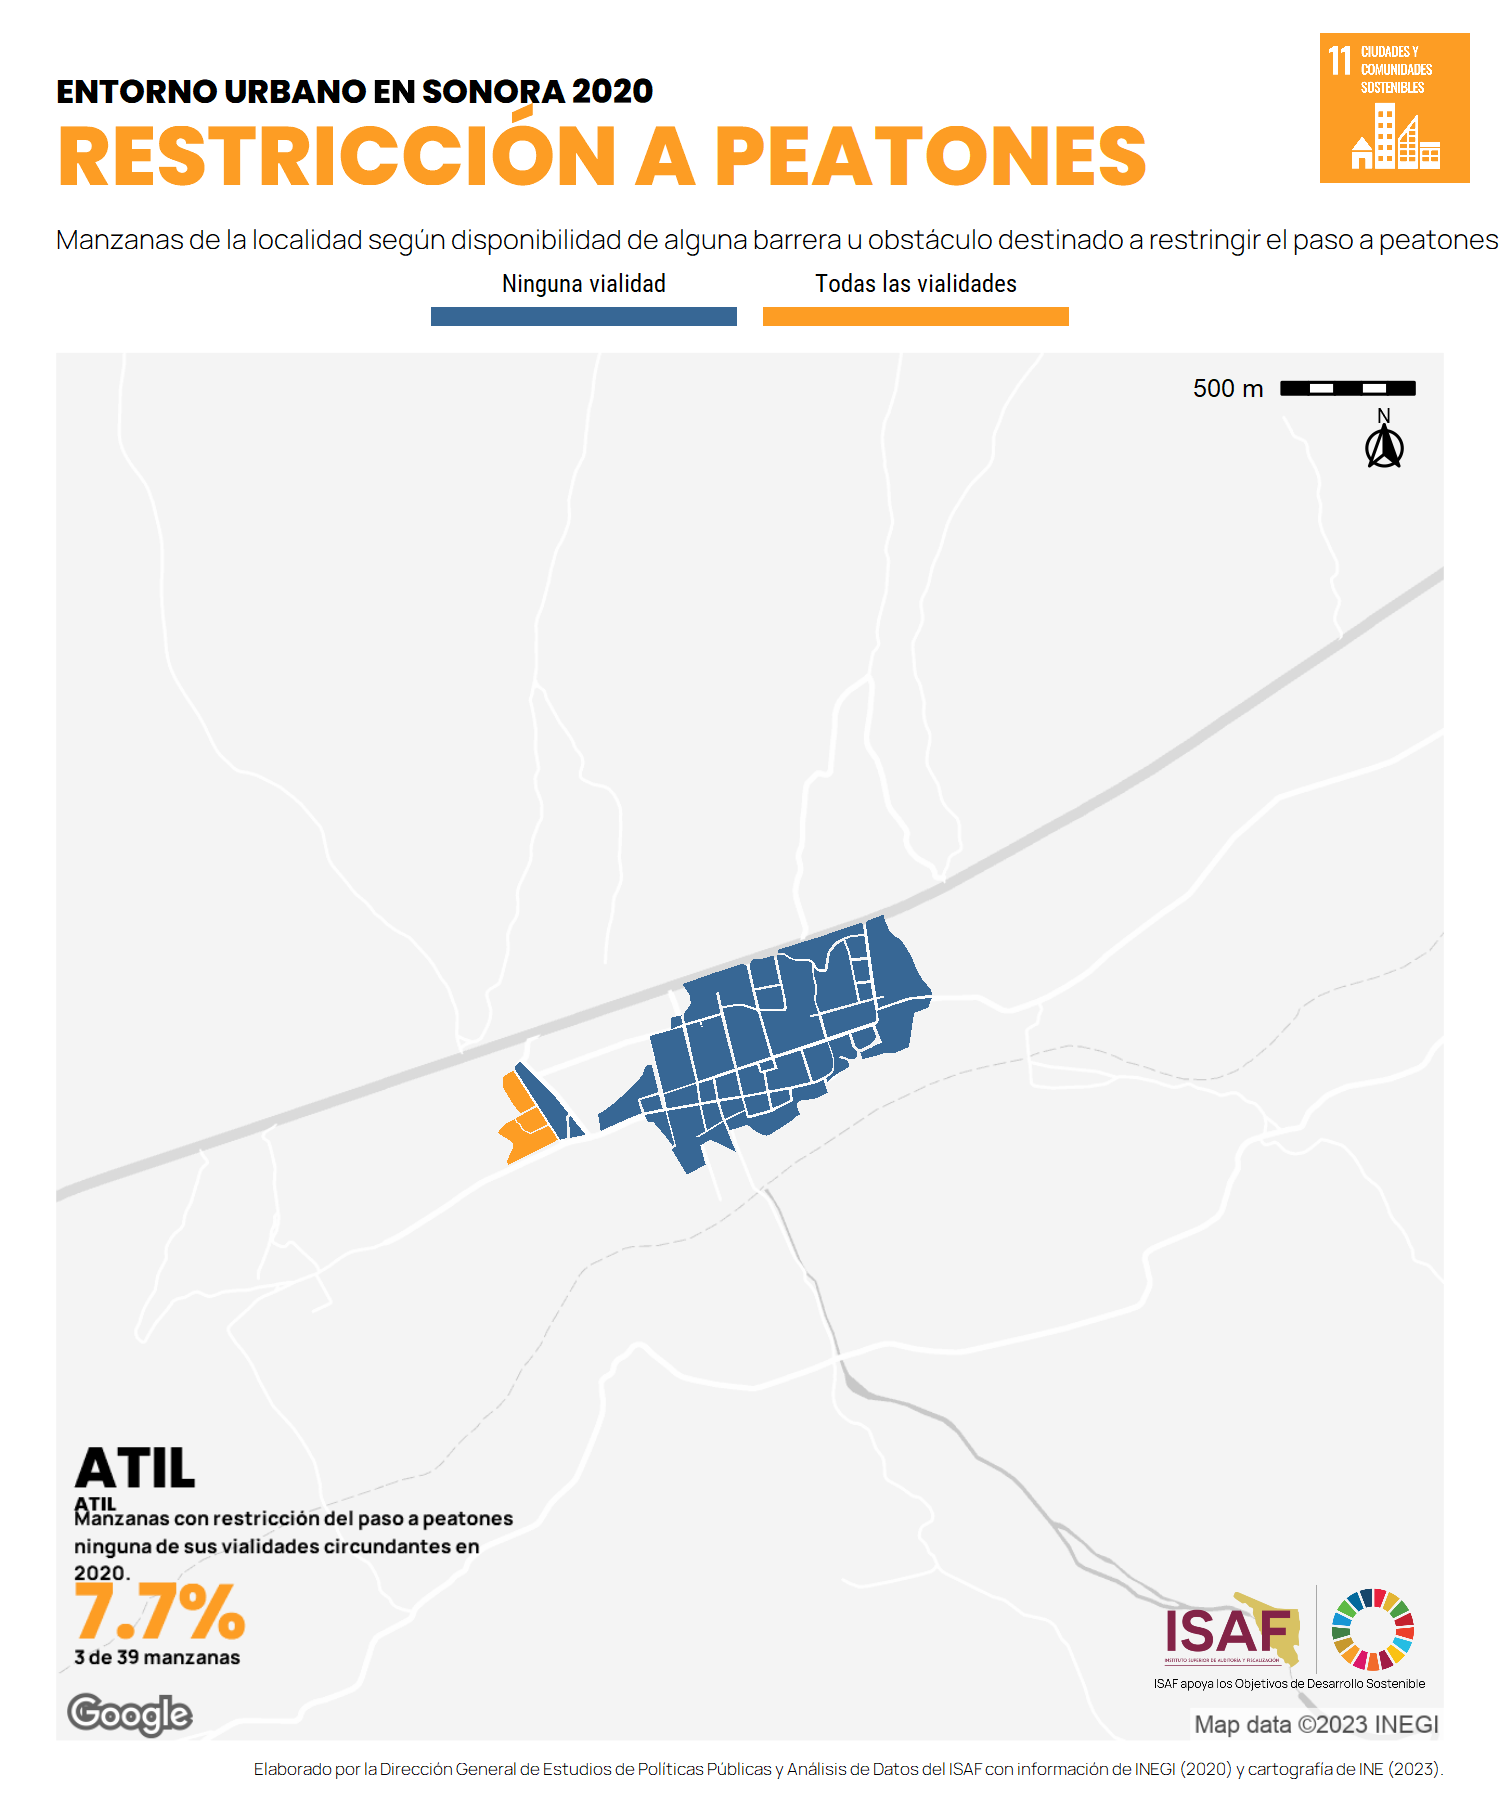 ENTORNO URBANO EN SONORA 2020
RESTRICCIÓN A PEATONES
11 CIUDADES Y
COMUNIDADES
SOSTENIBLES
Manzanas de la localidad según disponibilidad de alguna barrera u obstáculo destinado a restringir el paso a peatones
Ninguna vialidad
Todas las vialidades
500 m
N
ATIL
ATIL
Manzanas con restricción del paso a peatones
ninguna de sus vialidades circundantes en
2020.
7.7%
3 de 39 manzanas
Google
ISAF
INSTITUTO SUPERIOR DE AUDITORÍA Y FISCALIZACIÓN
ISAF apoya los Objetivos de Desarrollo Sostenible
Map data ©2023 INEGI
Elaborado por la Dirección General de Estudios de Políticas Públicas y Análisis de Datos del ISAF con información de INEGI (2020) y cartografía de INE (2023).